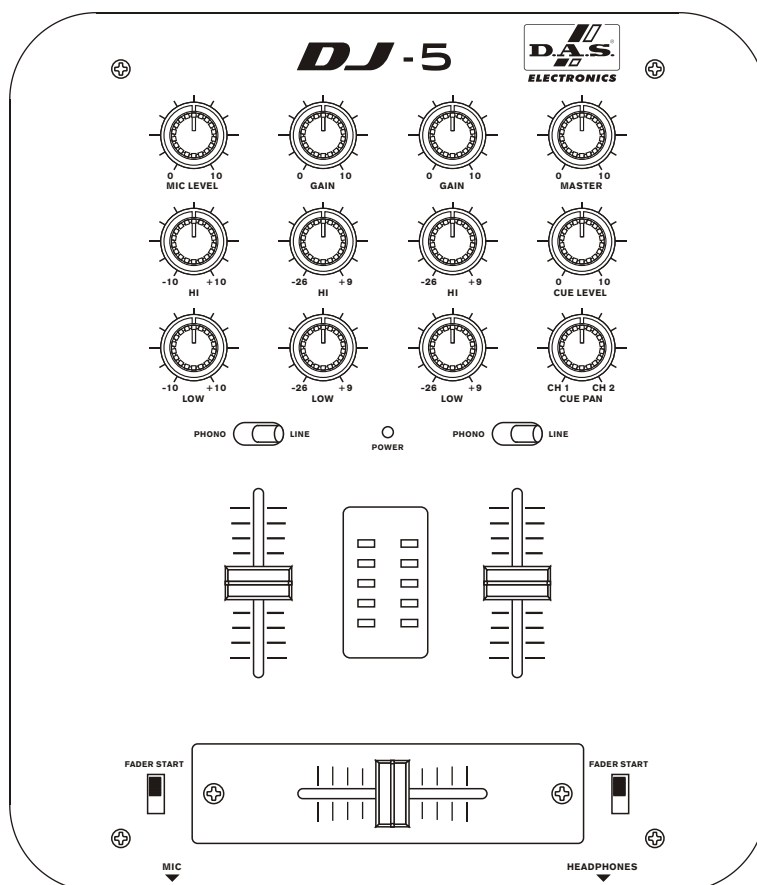 DJ-5
D.A.S.®
ELECTRONICS
0 10 0 10 0 10 0 10
MIC LEVEL GAIN GAIN MASTER
-10 +10 -26 +9 -26 +9 0 10
HI HI HI CUE LEVEL
-10 +10 -26 +9 -26 +9 CH 1 CH 2
LOW LOW LOW CUE PAN
PHONO LINE PHONO LINE
POWER
FADER START FADER START
MIC HEADPHONES